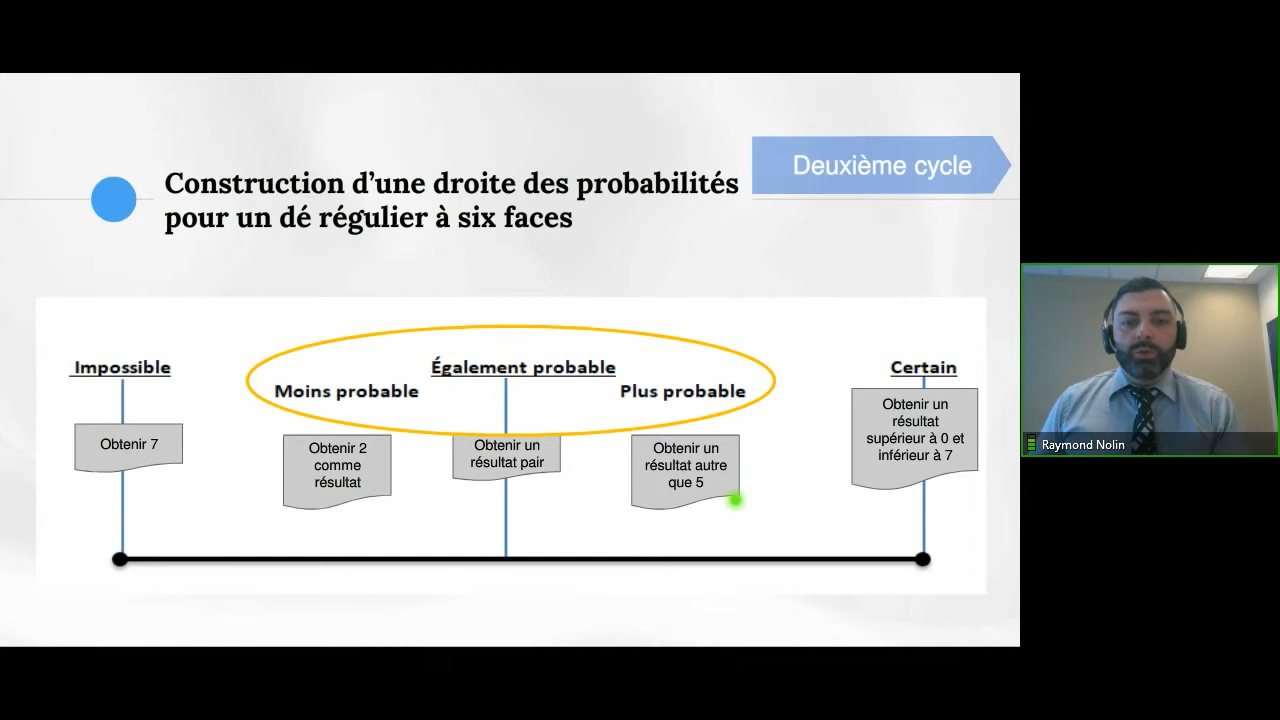 Deuxième cycle
Construction d’une droite des probabilités
pour un dé régulier à six faces
Impossible
Également probable
Certain
Moins probable
Plus probable
Obtenir 7
Obtenir 2
comme
résultat
Obtenir un
résultat pair
Obtenir un
résultat autre
que 5
Obtenir un
résultat
supérieur à 0 et
inférieur à 7
Raymond Nolin